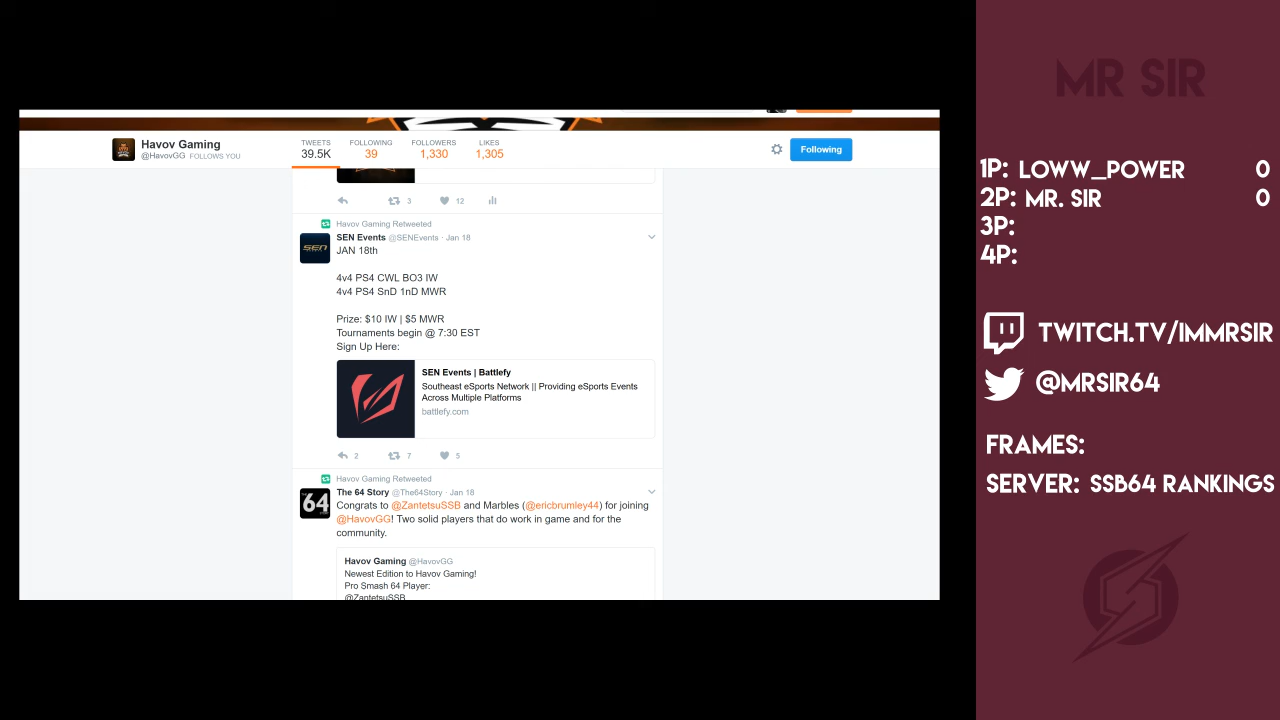 Havov Gaming
@HavovGG FOLLOWS YOU
TWEETS
39.5K
FOLLOWING
39
FOLLOWERS
1,330
LIKES
1,305
Following
3
12
Havov Gaming Retweeted
SEN Events @SENEvents · Jan 18
JAN 18th
4v4 PS4 CWL BO3 IW
4v4 PS4 SnD 1nD MWR
Prize: $10 IW | $5 MWR
Tournaments begin @ 7:30 EST
Sign Up Here:
SEN
SEN Events | Battlefy
Southeast eSports Network || Providing eSports Events
Across Multiple Platforms
battlefy.com
2
7
5
Havov Gaming Retweeted
The 64 Story @The64Story · Jan 18
THE
64
Congrats to @ZantetsuSSB and Marbles (@ericbrumley44) for joining
@HavovGG! Two solid players that do work in game and for the
community.
Havov Gaming @HavovGG
Newest Edition to Havov Gaming!
Pro Smash 64 Player:
@ZantetsuSSB
MR SIR
1P: LOWW_POWER 0
2P: MR. SIR 0
3P:
4P:
TWITCH.TV/IMMRSIR
@MRSIR64
FRAMES:
SERVER: SSB64 RANKINGS